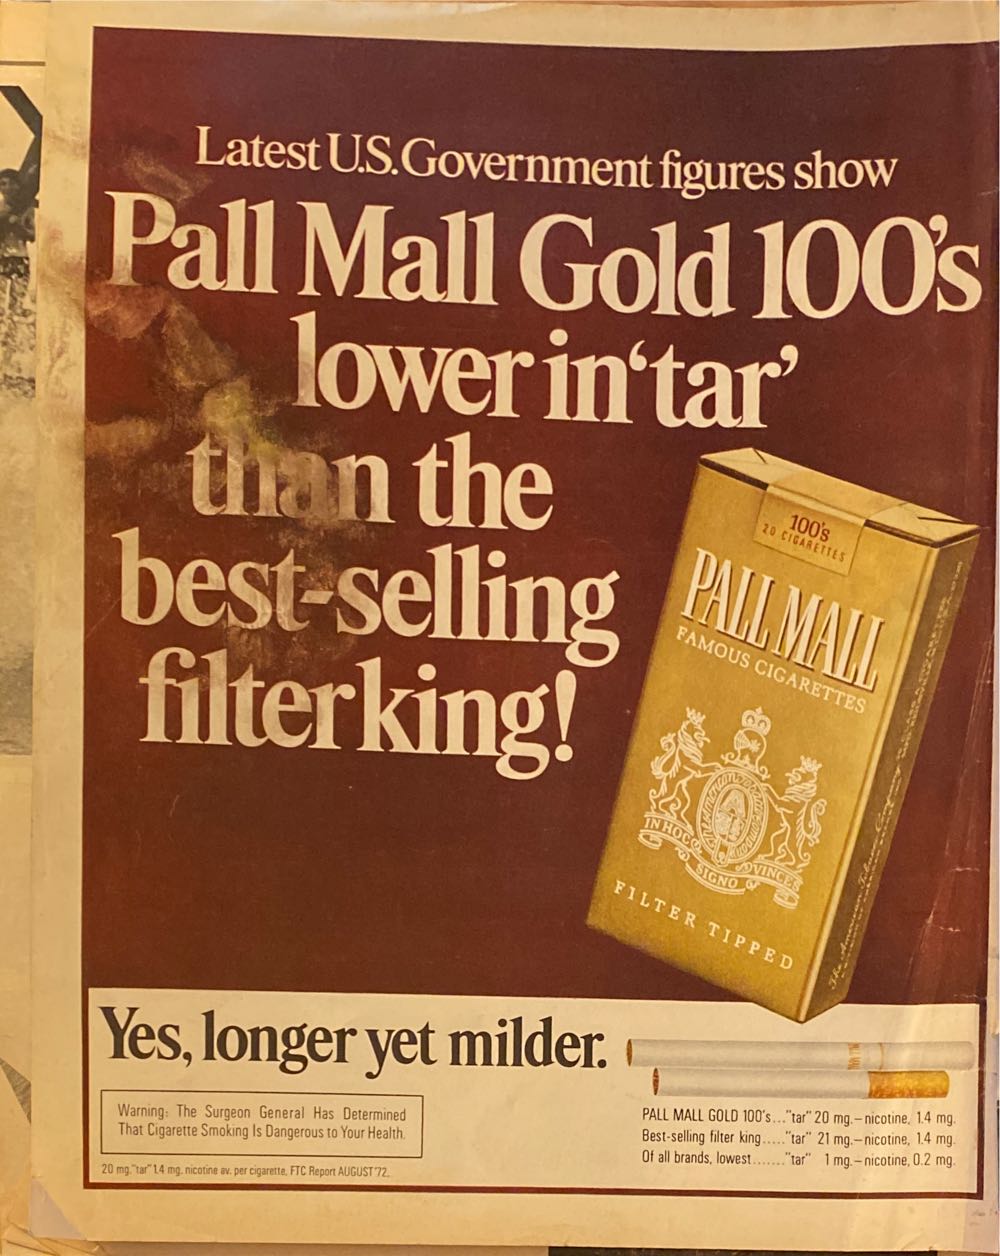 Latest U.S. Government figures show
Pall Mall Gold 100's
lower in 'tar'
than the
best-selling
filter king!
100's
20 CIGARETTES
PALL MALL
FAMOUS CIGARETTES
IN HOC
SIGNO
VINCES
FILTER TIPPED
The American Tobacco Company
Yes, longer yet milder.
Warning: The Surgeon General Has Determined
That Cigarette Smoking Is Dangerous to Your Health.
20 mg. "tar" 1.4 mg. nicotine av. per cigarette, FTC Report AUGUST '72.
PALL MALL GOLD 100's... "tar" 20 mg.–nicotine, 1.4 mg.
Best-selling filter king..... "tar" 21 mg.–nicotine, 1.4 mg.
Of all brands, lowest....... "tar" 1 mg.–nicotine, 0.2 mg.